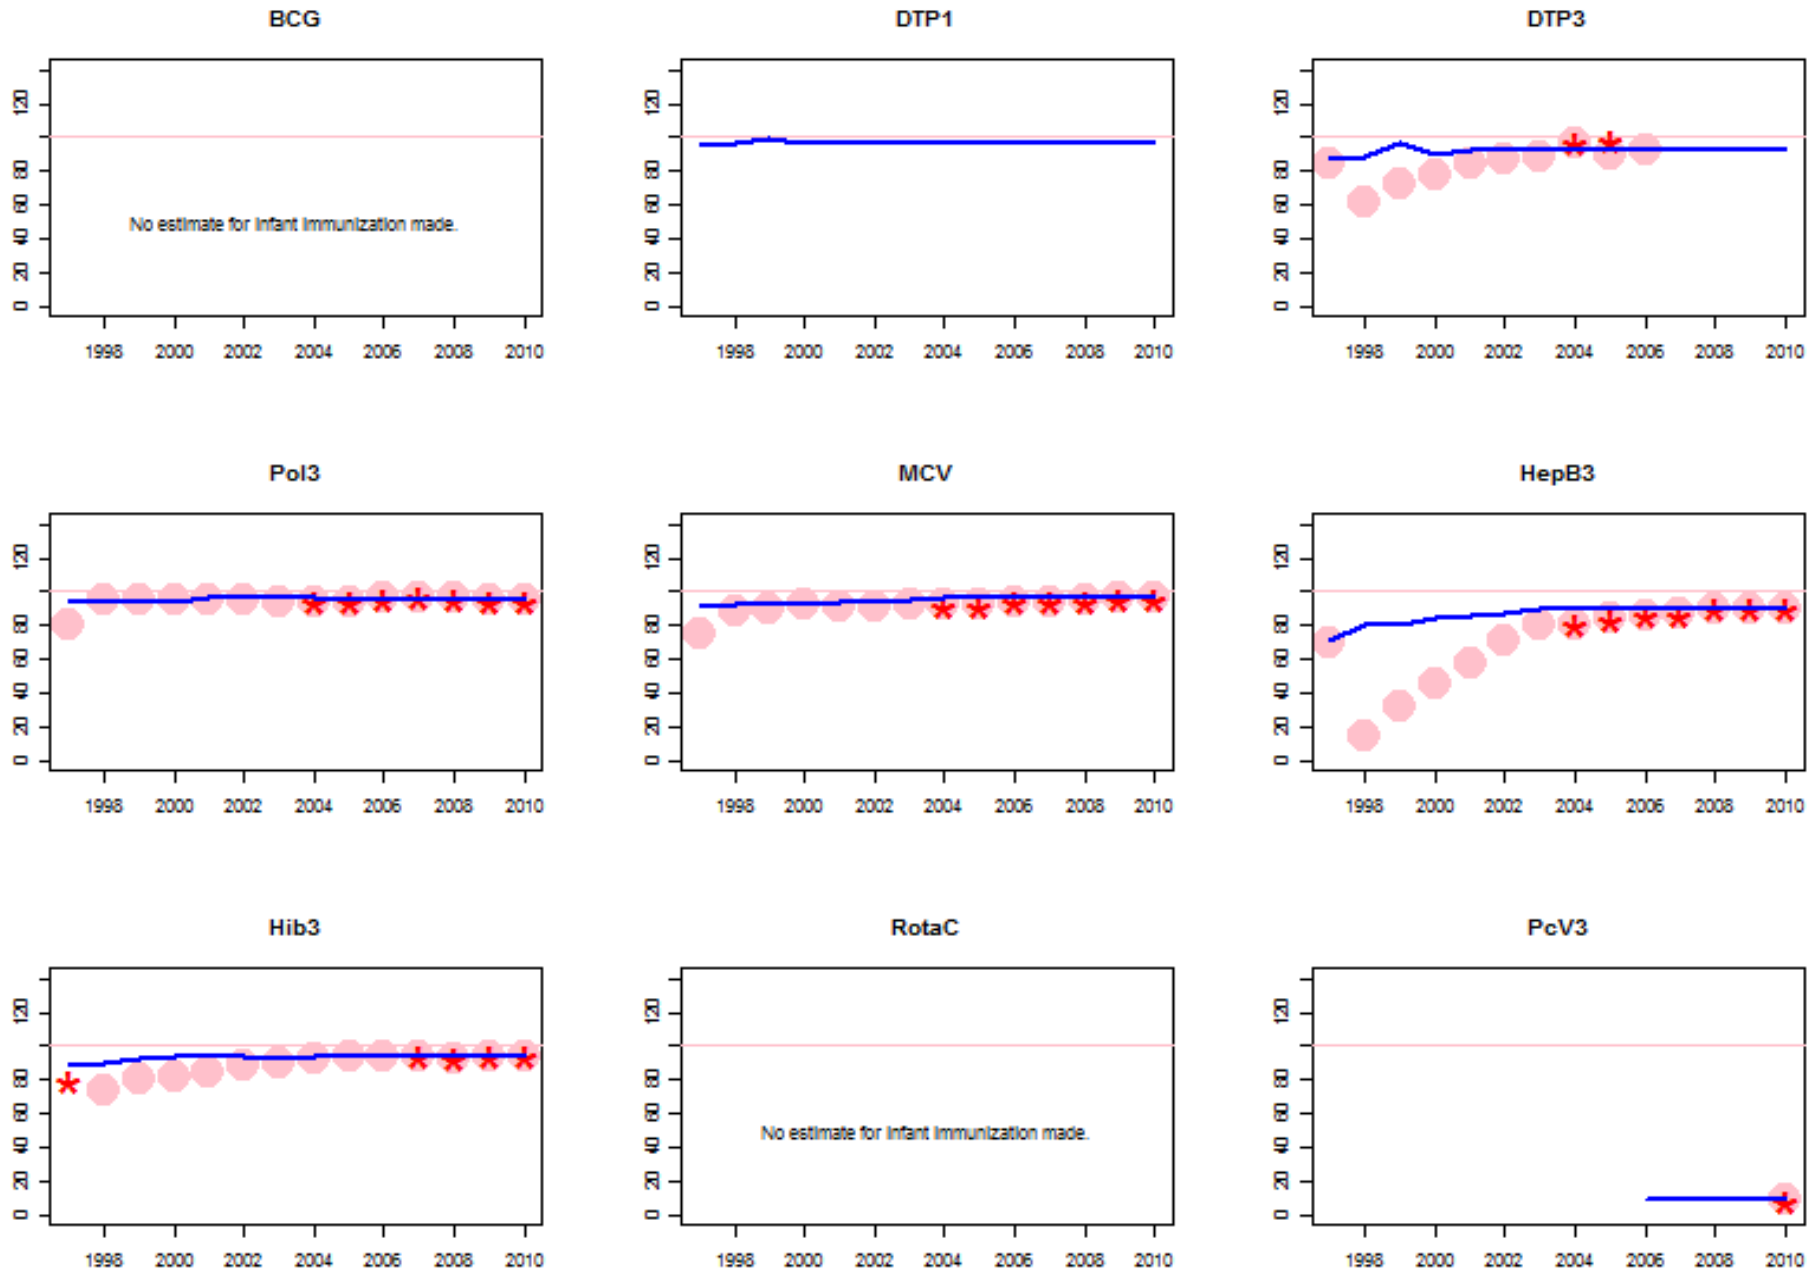 BCG
DTP1
DTP3
0 20 40 60 80 120
0 20 40 60 80 120
0 20 40 60 80 120
No estimate for infant immunization made.
1998 2000 2002 2004 2006 2008 2010
1998 2000 2002 2004 2006 2008 2010
1998 2000 2002 2004 2006 2008 2010
Pol3
MCV
HepB3
0 20 40 60 80 120
0 20 40 60 80 120
0 20 40 60 80 120
1998 2000 2002 2004 2006 2008 2010
1998 2000 2002 2004 2006 2008 2010
1998 2000 2002 2004 2006 2008 2010
Hib3
RotaC
PcV3
0 20 40 60 80 120
0 20 40 60 80 120
0 20 40 60 80 120
No estimate for infant immunization made.
1998 2000 2002 2004 2006 2008 2010
1998 2000 2002 2004 2006 2008 2010
1998 2000 2002 2004 2006 2008 2010